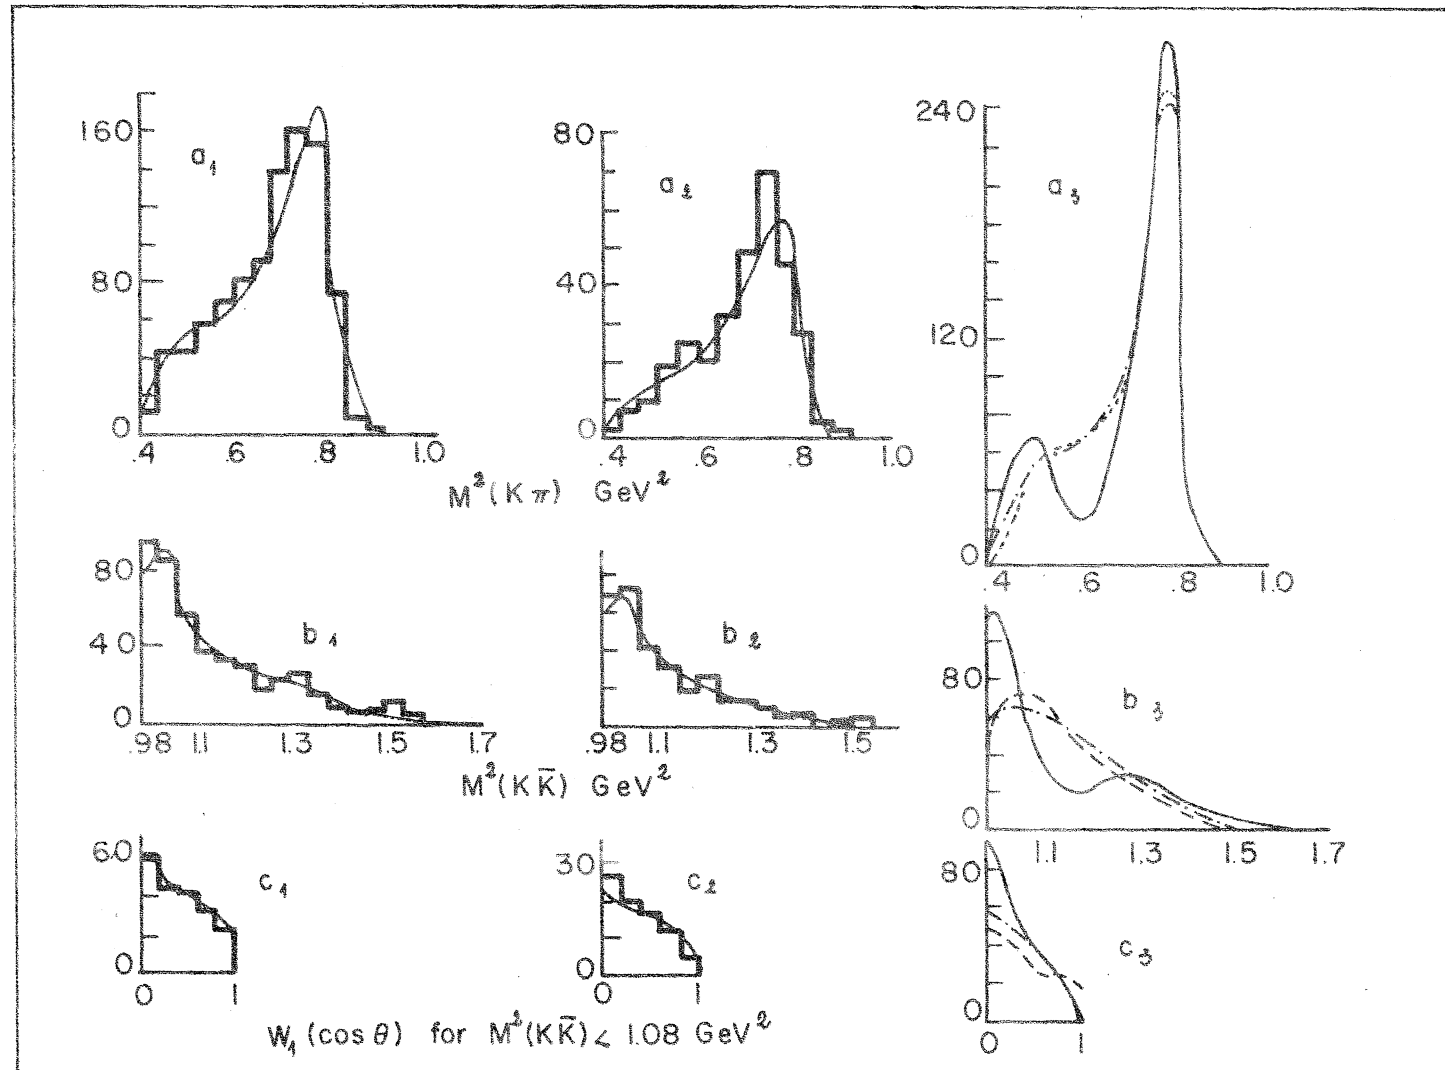 160
80
0
a₁
.4 .6 .8 1.0
80
40
0
a₂
.4 .6 .8 1.0
M²(Kπ) GeV²
240
120
0
a₃
.4 .6 .8 1.0
80
40
0
b₁
.98 1.1 1.3 1.5 1.7
b₂
.98 1.1 1.3 1.5
M²(KK̄) GeV²
80
0
b₃
1.1 1.3 1.5 1.7
60
0
c₁
0 1
30
0
c₂
0 1
80
0
c₃
0 1
W₁(cosθ) for M²(KK̄) < 1.08 GeV²